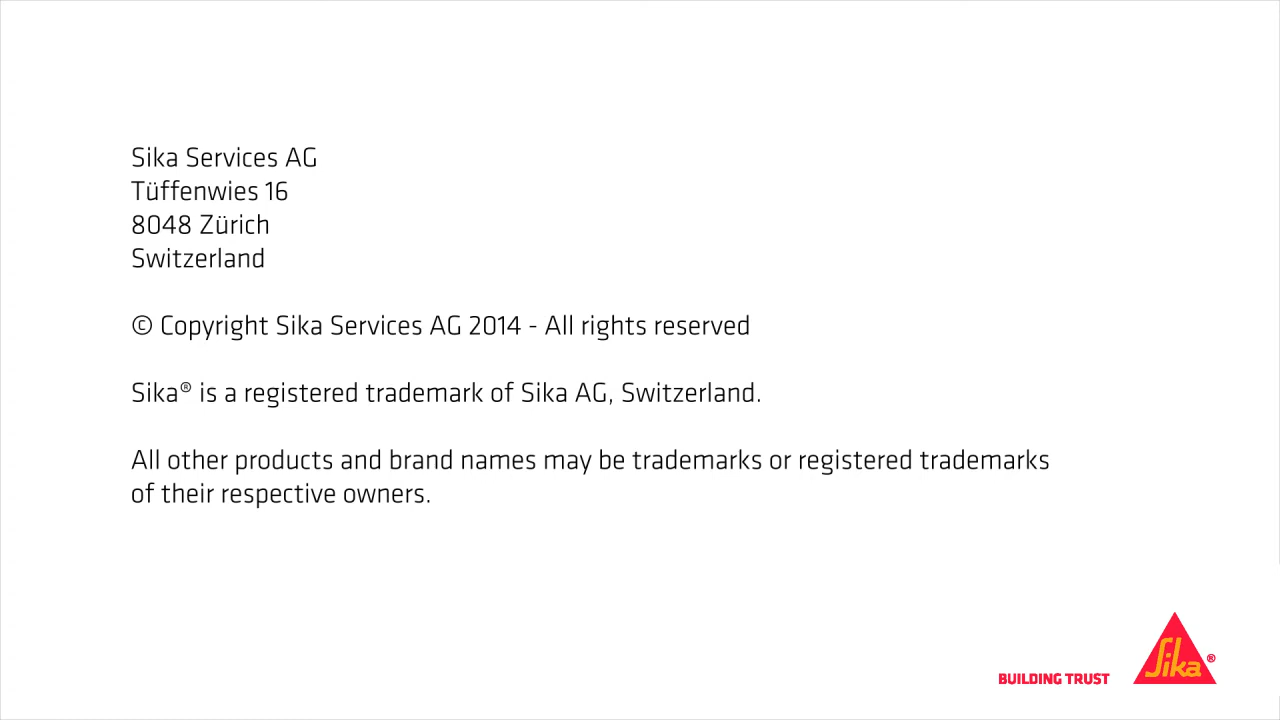 Sika Services AG
Tüffenwies 16
8048 Zürich
Switzerland
© Copyright Sika Services AG 2014 - All rights reserved
Sika® is a registered trademark of Sika AG, Switzerland.
All other products and brand names may be trademarks or registered trademarks
of their respective owners.
BUILDING TRUST
Sika®